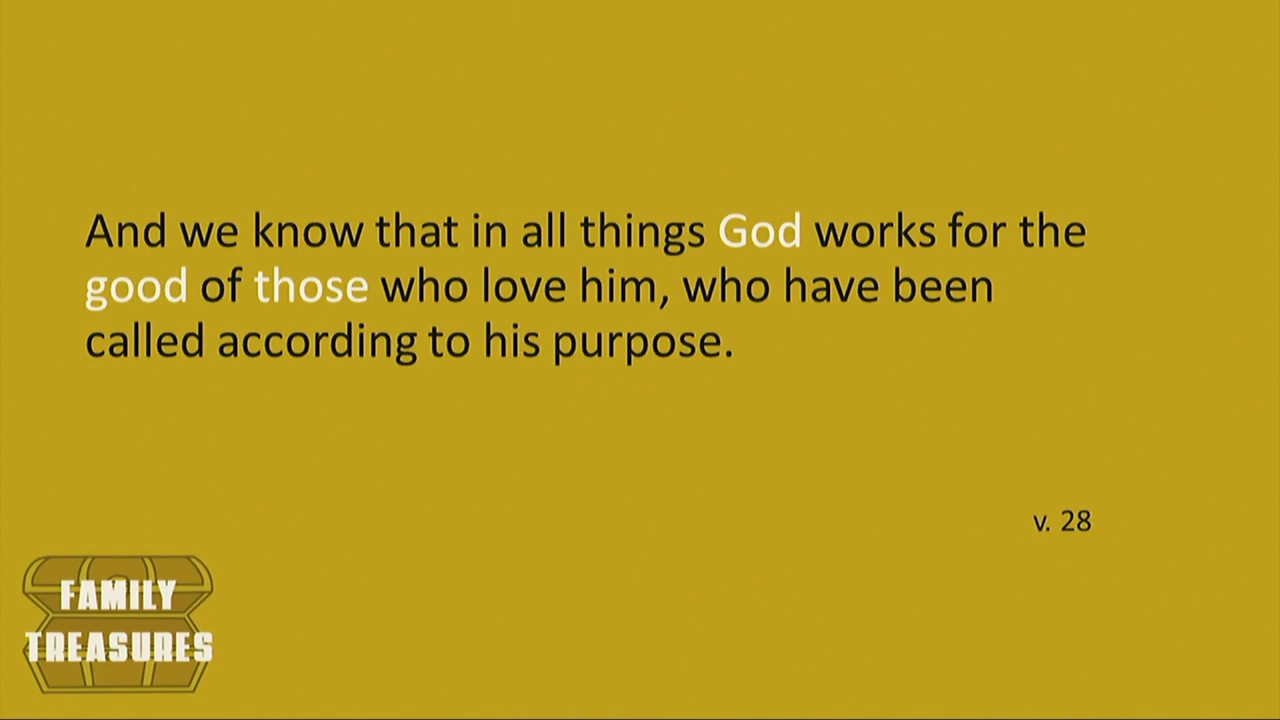 And we know that in all things God works for the
good of those who love him, who have been
called according to his purpose.
v. 28
FAMILY
TREASURES